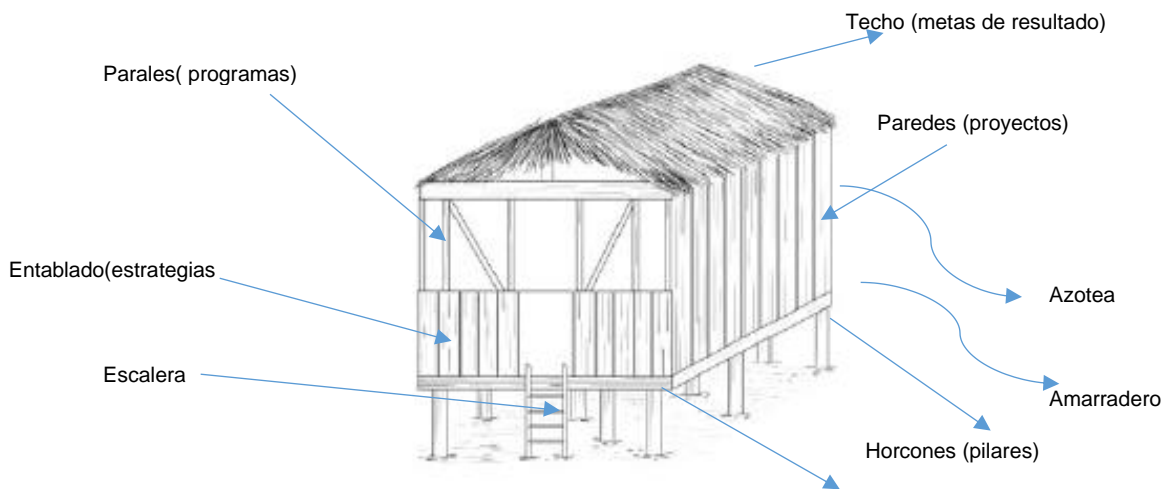 Techo (metas de resultado)
Parales( programas)
Paredes (proyectos)
Entablado(estrategias
Azotea
Escalera
Amarradero
Horcones (pilares)